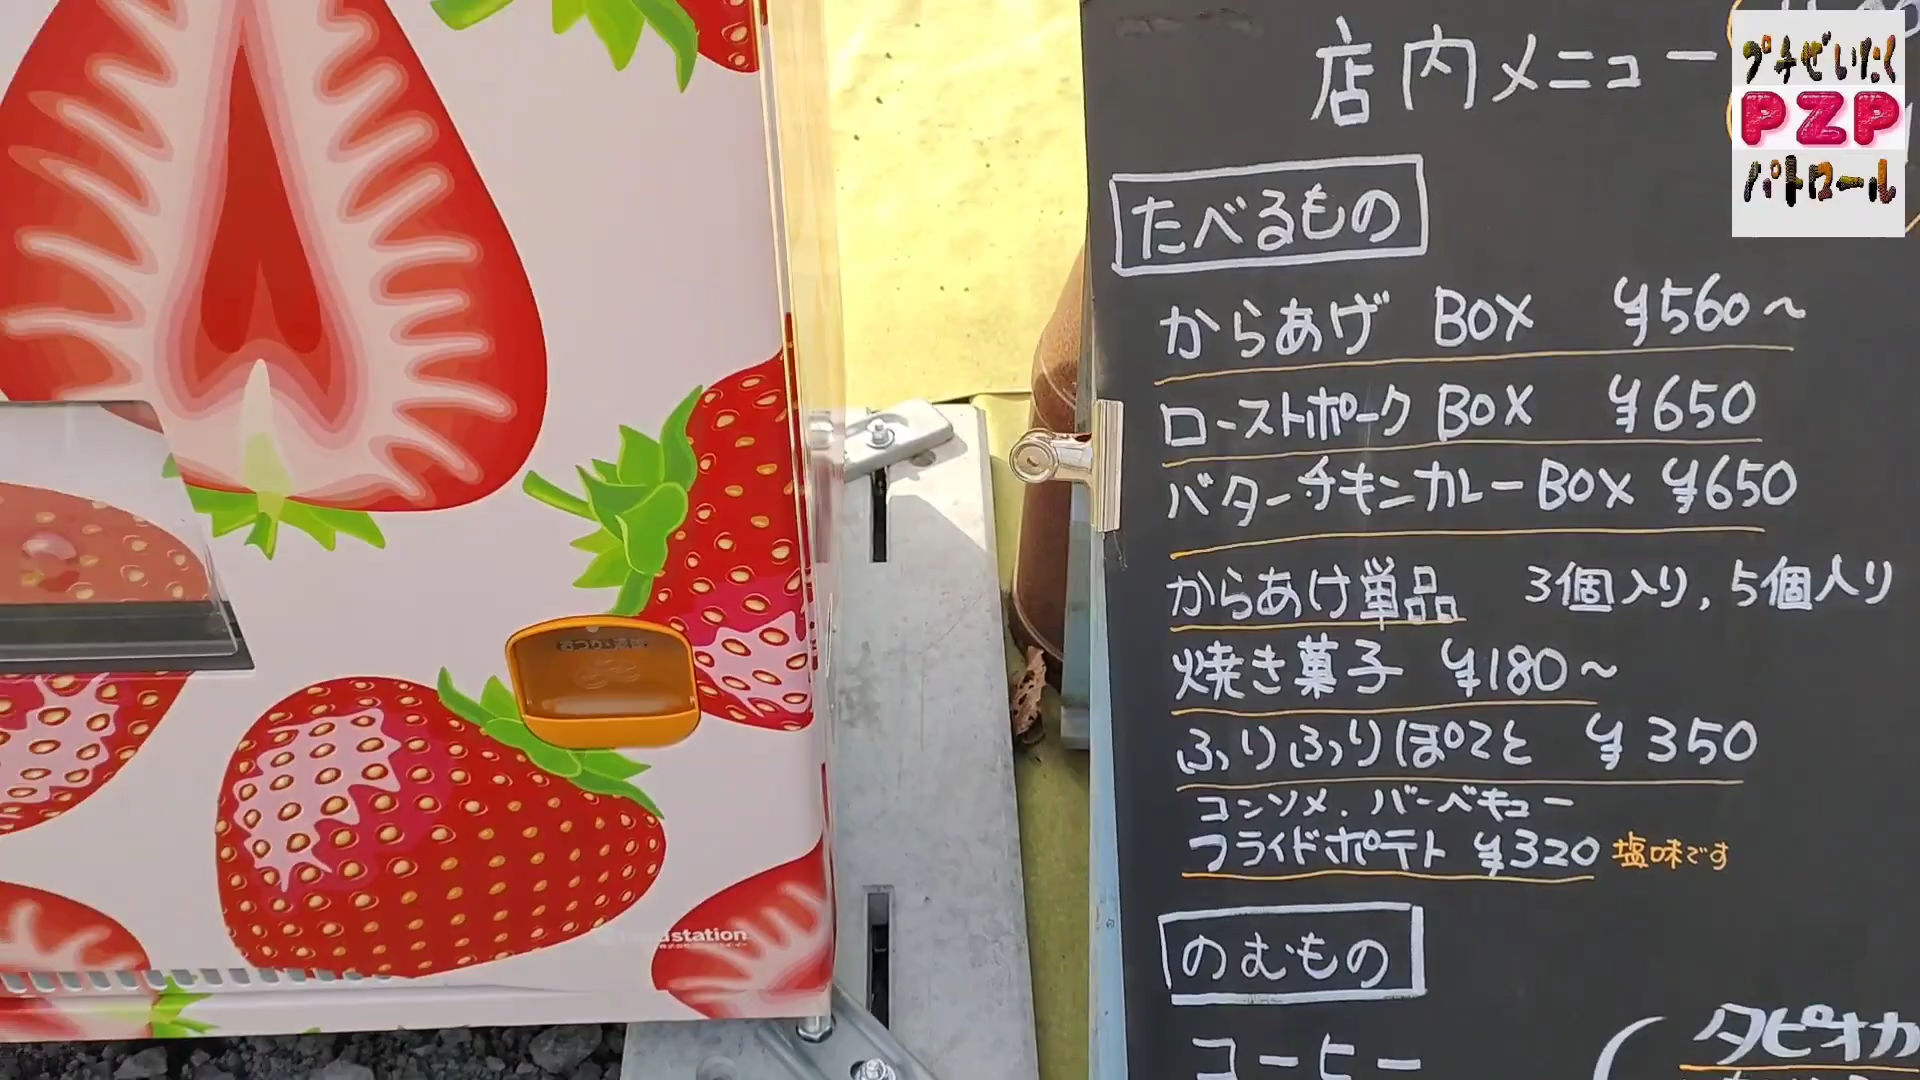 店内メニュー
プチぜいたく
PZP
パトロール
たべるもの
からあげ BOX ¥560～
ローストポーク BOX ¥650
バターチキンカレーBOX ¥650
からあげ単品 3個入り, 5個入り
焼き菓子 ¥180～
ふりふりぽてと ¥350
コンソメ. バーベキュー
フライドポテト ¥320 塩味です
のむもの
コーヒー
タピオカ
station